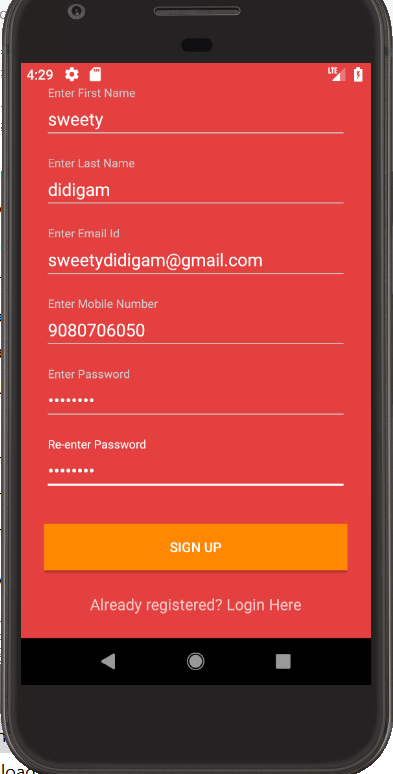 4:29
LTE
Enter First Name
sweety
Enter Last Name
didigam
Enter Email Id
sweetydidigam@gmail.com
Enter Mobile Number
9080706050
Enter Password
••••••••
Re-enter Password
••••••••
SIGN UP
Already registered? Login Here